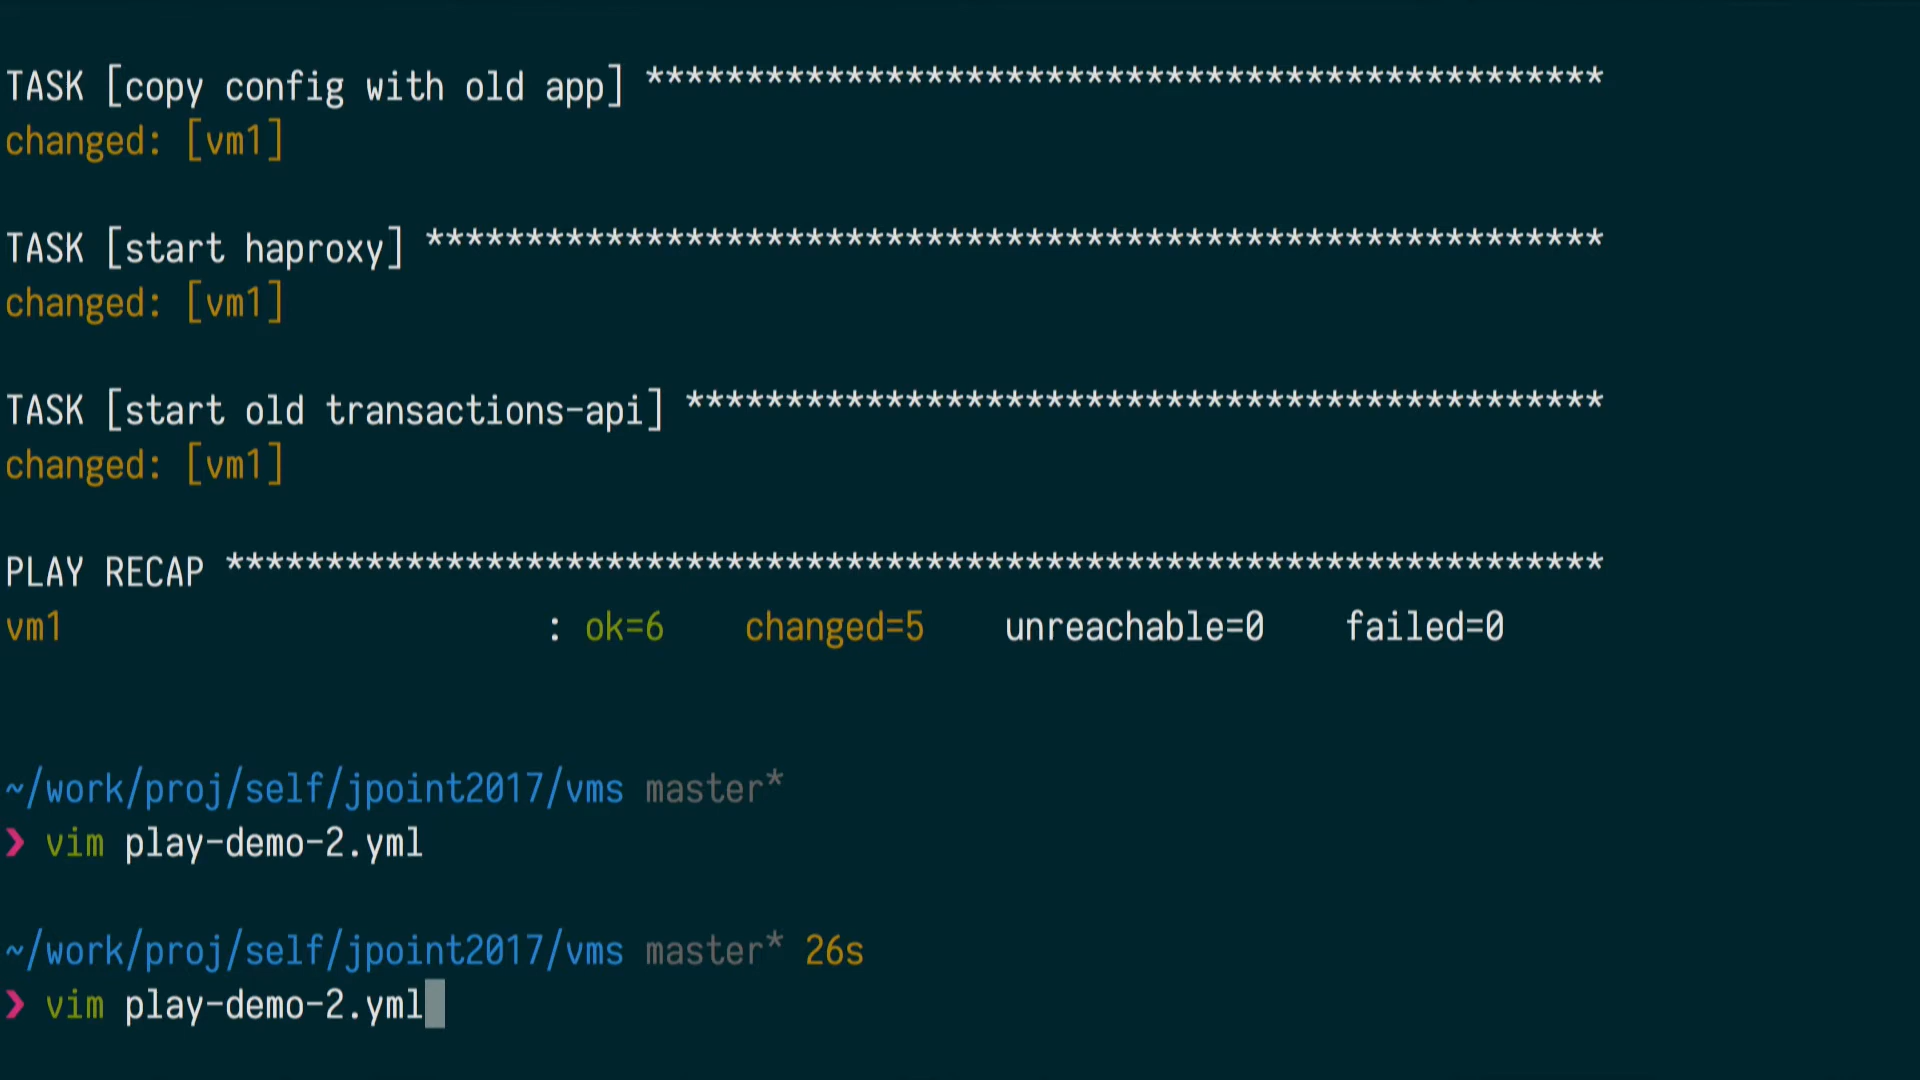 TASK [copy config with old app] ************************************************
changed: [vm1]
TASK [start haproxy] ***********************************************************
changed: [vm1]
TASK [start old transactions-api] **********************************************
changed: [vm1]
PLAY RECAP *********************************************************************
vm1                        : ok=6    changed=5    unreachable=0    failed=0
~/work/proj/self/jpoint2017/vms master*
❯ vim play-demo-2.yml
~/work/proj/self/jpoint2017/vms master* 26s
❯ vim play-demo-2.yml